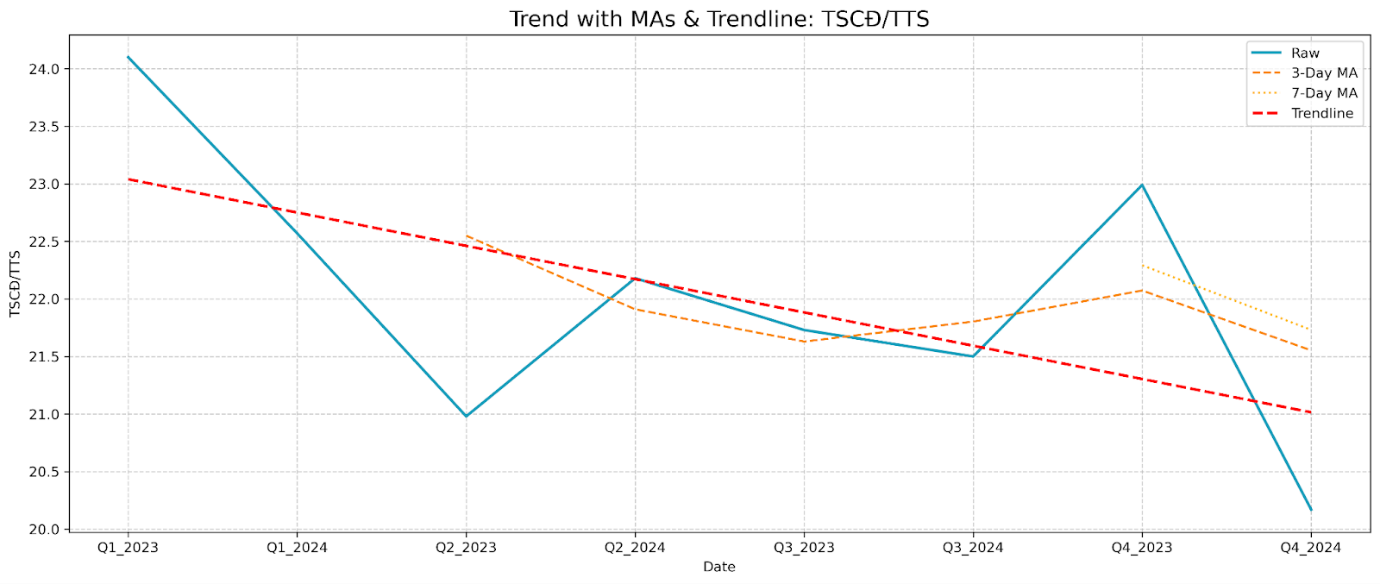 Trend with MAs & Trendline: TSCĐ/TTS
Raw
3-Day MA
7-Day MA
Trendline
TSCĐ/TTS
24.0
23.5
23.0
22.5
22.0
21.5
21.0
20.5
20.0
Q1_2023 Q1_2024 Q2_2023 Q2_2024 Q3_2023 Q3_2024 Q4_2023 Q4_2024
Date